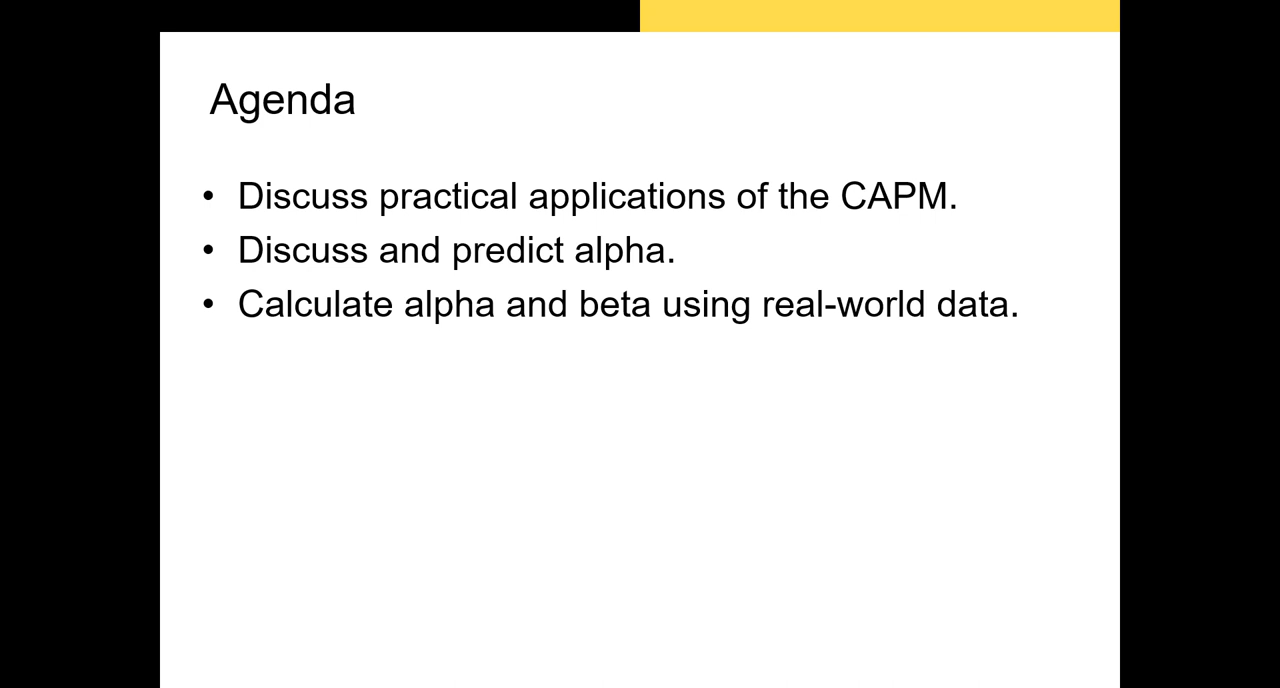 Agenda
• Discuss practical applications of the CAPM.
• Discuss and predict alpha.
• Calculate alpha and beta using real-world data.